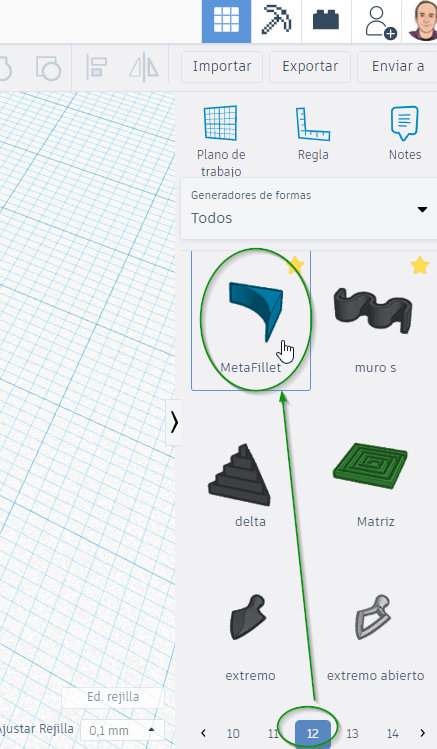 Importar
Exportar
Enviar a
Plano de
trabajo
Regla
Notes
Generadores de formas
Todos
MetaFillet
muro s
delta
Matriz
extremo
extremo abierto
Ed. rejilla
Ajustar Rejilla
0,1 mm
10
11
12
13
14